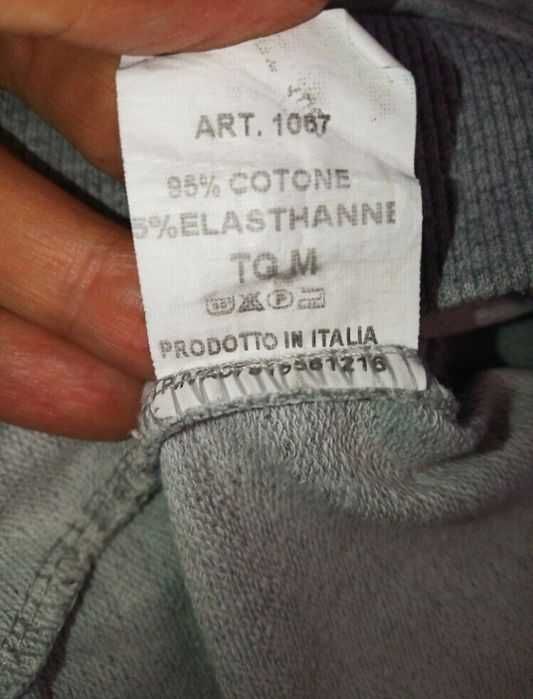 ART. 1067
95% COTONE
5%ELASTHANNE
TG M
PRODOTTO IN ITALIA